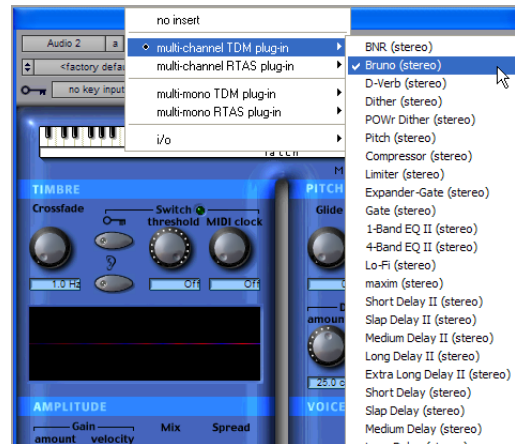 no insert
multi-channel TDM plug-in
multi-channel RTAS plug-in
multi-mono TDM plug-in
multi-mono RTAS plug-in
i/o
BNR (stereo)
Bruno (stereo)
D-Verb (stereo)
Dither (stereo)
POWr Dither (stereo)
Pitch (stereo)
Compressor (stereo)
Limiter (stereo)
Expander-Gate (stereo)
Gate (stereo)
1-Band EQ II (stereo)
4-Band EQ II (stereo)
Lo-Fi (stereo)
maxim (stereo)
Short Delay II (stereo)
Slap Delay II (stereo)
Medium Delay II (stereo)
Long Delay II (stereo)
Extra Long Delay II (stereo)
Short Delay (stereo)
Slap Delay (stereo)
Medium Delay (stereo)
Audio 2 a
<factory defa
no key input
latch
M
TIMBRE
PITCH
Crossfade
Switch
threshold MIDI clock
Glide
1.0 Hz
Off
Off
D
amoun
25.0 c
AMPLITUDE
VOICE
Gain
Mix
Spread
amount velocity